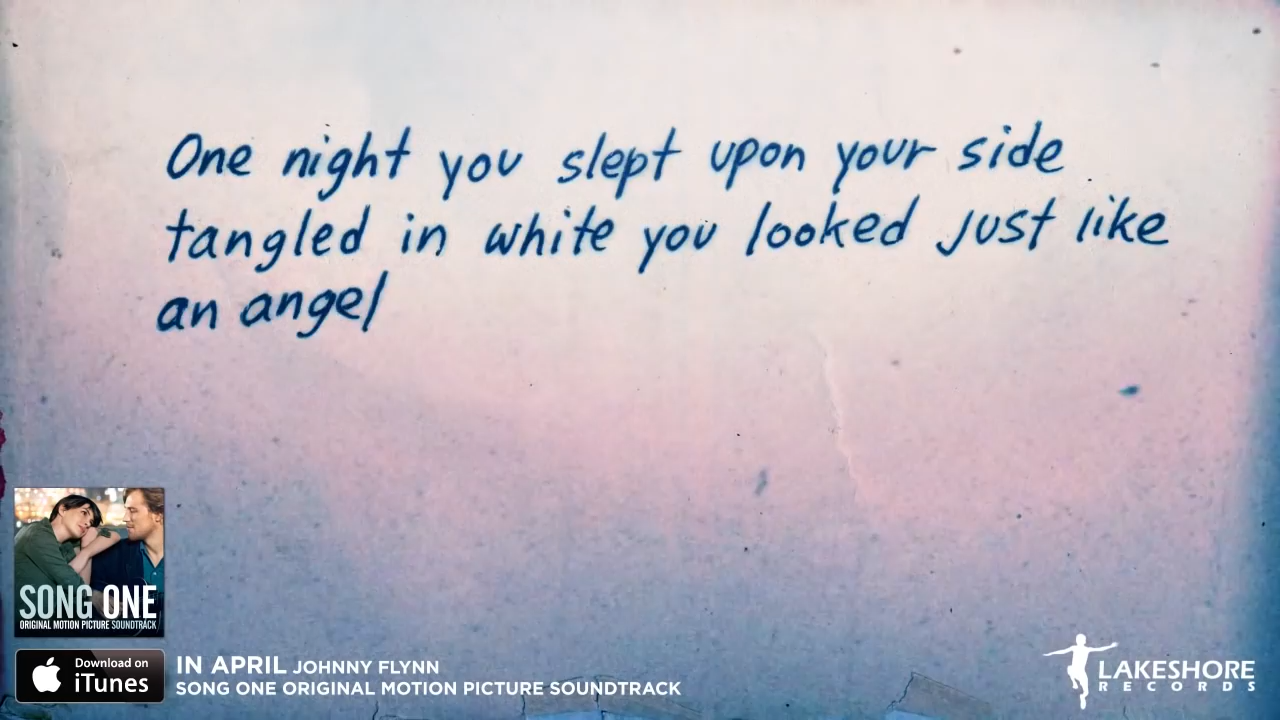 One night you slept upon your side
tangled in white you looked just like
an angel
SONG ONE
ORIGINAL MOTION PICTURE SOUNDTRACK
Download on
iTunes
IN APRIL JOHNNY FLYNN
SONG ONE ORIGINAL MOTION PICTURE SOUNDTRACK
LAKESHORE
RECORDS